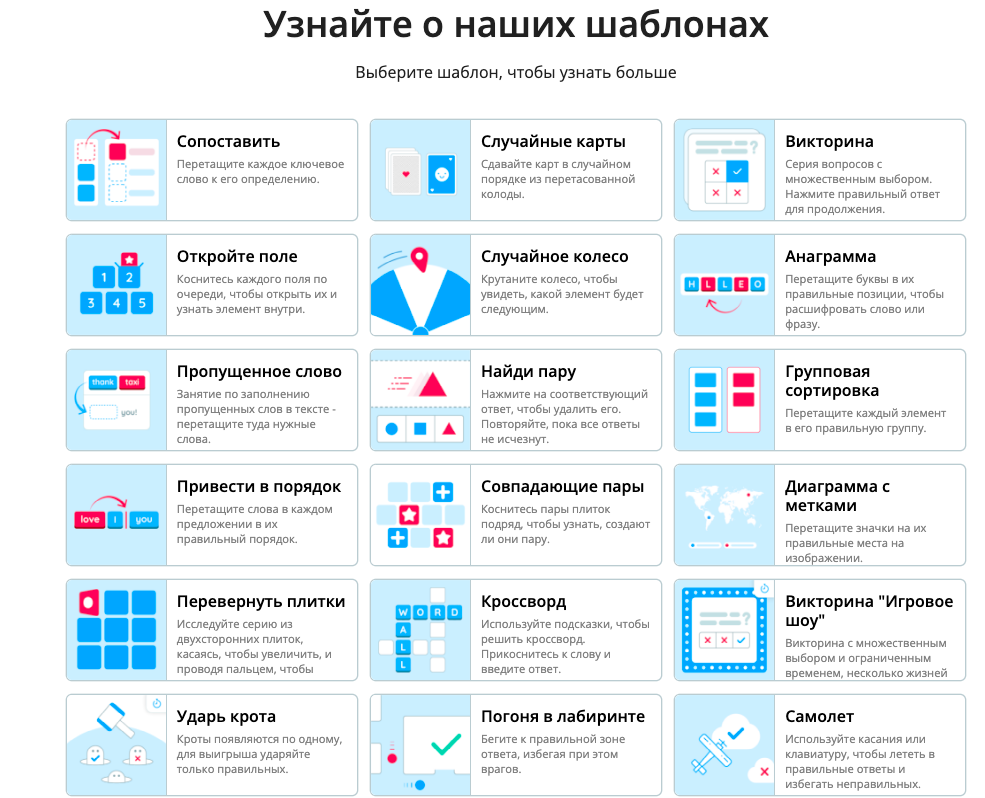 Узнайте о наших шаблонах
Выберите шаблон, чтобы узнать больше
Сопоставить
Перетащите каждое ключевое
слово к его определению.
Случайные карты
Сдавайте карт в случайном
порядке из перетасованной
колоды.
?
Викторина
Серия вопросов с
множественным выбором.
Нажмите правильный ответ
для продолжения.
1 2
3 4 5
Откройте поле
Коснитесь каждого поля по
очереди, чтобы открыть их и
узнать элемент внутри.
Случайное колесо
Крутаните колесо, чтобы
увидеть, какой элемент будет
следующим.
H L L E O
Анаграмма
Перетащите буквы в их
правильные позиции, чтобы
расшифровать слово или
фразу.
thank taxi
you!
Пропущенное слово
Занятие по заполнению
пропущенных слов в тексте -
перетащите туда нужные
слова.
Найди пару
Нажмите на соответствующий
ответ, чтобы удалить его.
Повторяйте, пока все ответы
не исчезнут.
Групповая
сортировка
Перетащите каждый элемент
в его правильную группу.
love I you
Привести в порядок
Перетащите слова в каждом
предложении в их
правильный порядок.
Совпадающие пары
Коснитесь пары плиток
подряд, чтобы узнать, создают
ли они пару.
Диаграмма с
метками
Перетащите значки на их
правильные места на
изображении.
Перевернуть плитки
Исследуйте серию из
двухсторонних плиток,
касаясь, чтобы увеличить, и
проводя пальцем, чтобы
WORD
A
L
L
Кроссворд
Используйте подсказки, чтобы
решить кроссворд.
Прикоснитесь к слову и
введите ответ.
?
Викторина "Игровое
шоу"
Викторина с множественным
выбором и ограниченным
временем, несколько жизней
Ударь крота
Кроты появляются по одному,
для выигрыша ударяйте
только правильных.
Погоня в лабиринте
Бегите к правильной зоне
ответа, избегая при этом
врагов.
Самолет
Используйте касания или
клавиатуру, чтобы лететь в
правильные ответы и
избегать неправильных.